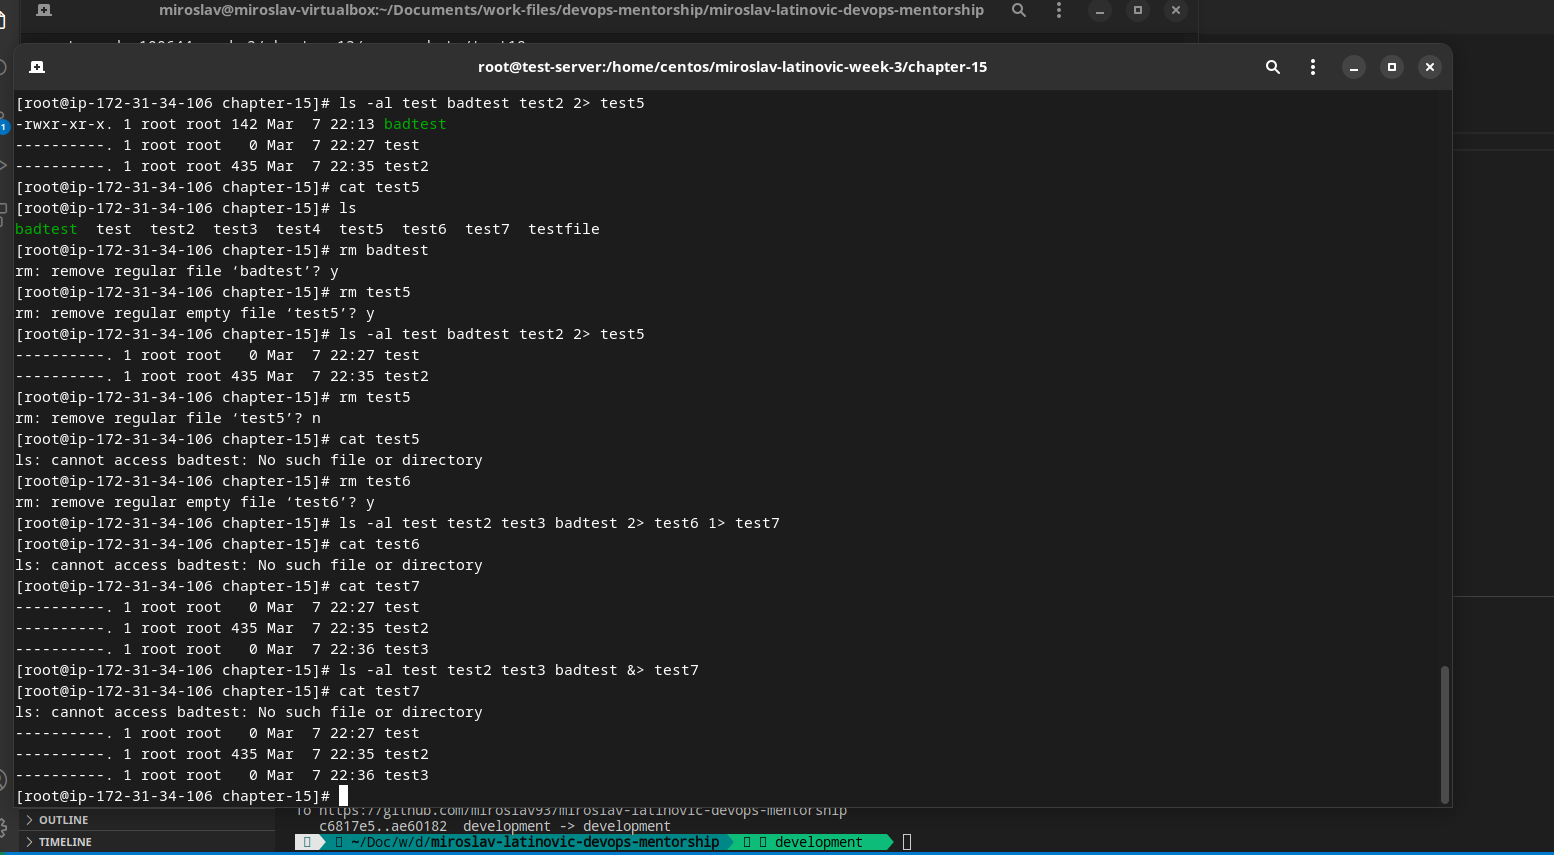 miroslav@miroslav-virtualbox:~/Documents/work-files/devops-mentorship/miroslav-latinovic-devops-mentorship
root@test-server:/home/centos/miroslav-latinovic-week-3/chapter-15
[root@ip-172-31-34-106 chapter-15]# ls -al test badtest test2 2> test5
-rwxr-xr-x. 1 root root 142 Mar  7 22:13 badtest
----------. 1 root root   0 Mar  7 22:27 test
----------. 1 root root 435 Mar  7 22:35 test2
[root@ip-172-31-34-106 chapter-15]# cat test5
[root@ip-172-31-34-106 chapter-15]# ls
badtest  test  test2  test3  test4  test5  test6  test7  testfile
[root@ip-172-31-34-106 chapter-15]# rm badtest
rm: remove regular file ‘badtest’? y
[root@ip-172-31-34-106 chapter-15]# rm test5
rm: remove regular empty file ‘test5’? y
[root@ip-172-31-34-106 chapter-15]# ls -al test badtest test2 2> test5
----------. 1 root root   0 Mar  7 22:27 test
----------. 1 root root 435 Mar  7 22:35 test2
[root@ip-172-31-34-106 chapter-15]# rm test5
rm: remove regular file ‘test5’? n
[root@ip-172-31-34-106 chapter-15]# cat test5
ls: cannot access badtest: No such file or directory
[root@ip-172-31-34-106 chapter-15]# rm test6
rm: remove regular empty file ‘test6’? y
[root@ip-172-31-34-106 chapter-15]# ls -al test test2 test3 badtest 2> test6 1> test7
[root@ip-172-31-34-106 chapter-15]# cat test6
ls: cannot access badtest: No such file or directory
[root@ip-172-31-34-106 chapter-15]# cat test7
----------. 1 root root   0 Mar  7 22:27 test
----------. 1 root root 435 Mar  7 22:35 test2
----------. 1 root root   0 Mar  7 22:36 test3
[root@ip-172-31-34-106 chapter-15]# ls -al test test2 test3 badtest &> test7
[root@ip-172-31-34-106 chapter-15]# cat test7
ls: cannot access badtest: No such file or directory
----------. 1 root root   0 Mar  7 22:27 test
----------. 1 root root 435 Mar  7 22:35 test2
----------. 1 root root   0 Mar  7 22:36 test3
[root@ip-172-31-34-106 chapter-15]#
1
To https://github.com/miroslav93/miroslav-latinovic-devops-mentorship
OUTLINE
c6817e5..ae60182  development -> development
TIMELINE
~/Doc/w/d/miroslav-latinovic-devops-mentorship
development